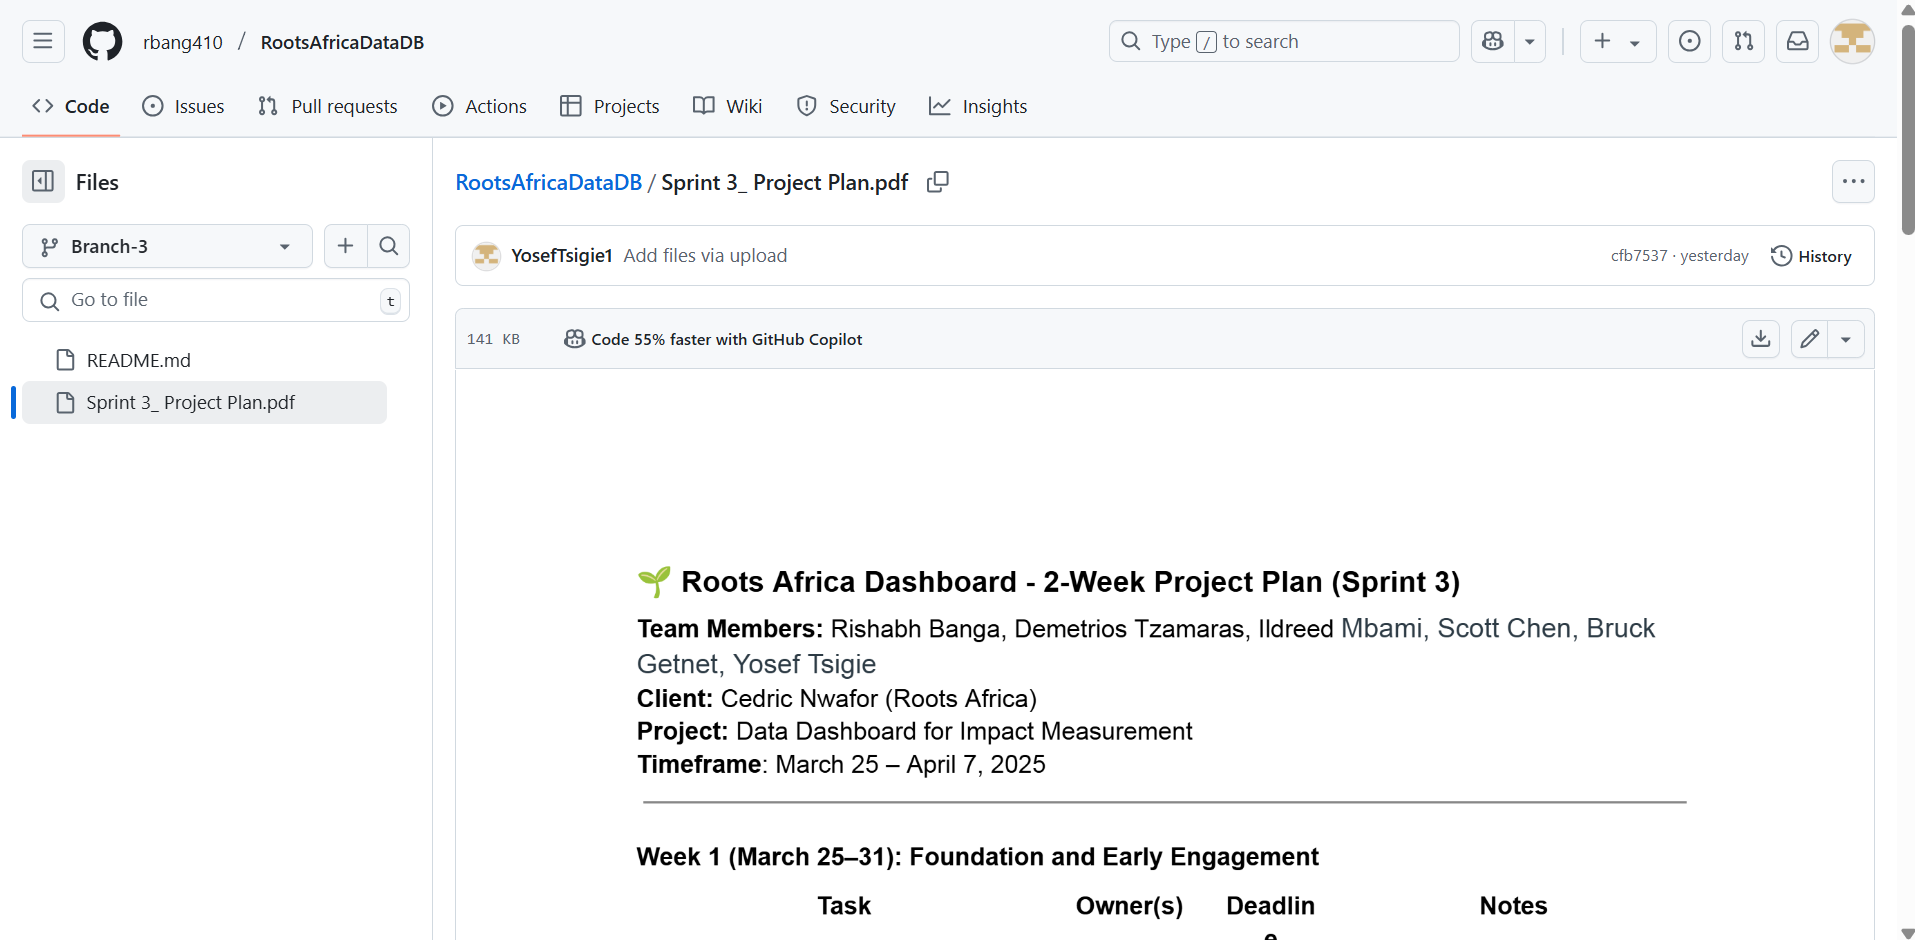 rbang410 / RootsAfricaDataDB
Type / to search
Code
Issues
Pull requests
Actions
Projects
Wiki
Security
Insights
Files
RootsAfricaDataDB / Sprint 3_ Project Plan.pdf
Branch-3
YosefTsigie1 Add files via upload
cfb7537 · yesterday
History
Go to file
t
141 KB
Code 55% faster with GitHub Copilot
README.md
Sprint 3_ Project Plan.pdf
🌱 Roots Africa Dashboard - 2-Week Project Plan (Sprint 3)
Team Members: Rishabh Banga, Demetrios Tzamaras, Ildreed Mbami, Scott Chen, Bruck
Getnet, Yosef Tsigie
Client: Cedric Nwafor (Roots Africa)
Project: Data Dashboard for Impact Measurement
Timeframe: March 25 – April 7, 2025
Week 1 (March 25–31): Foundation and Early Engagement
Task Owner(s) Deadlin Notes
e